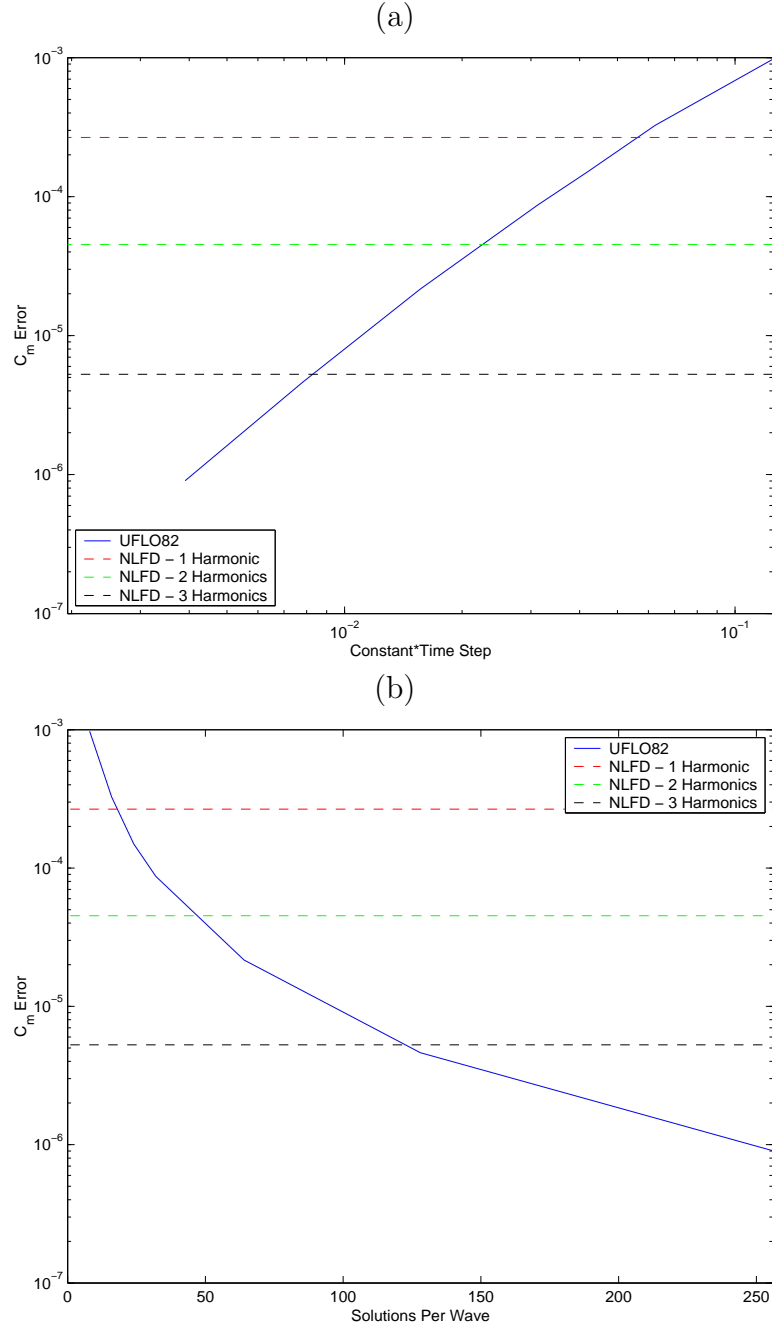 (a)
10^−3
10^−4
10^−5
10^−6
10^−7
C_m Error
UFLO82
NLFD − 1 Harmonic
NLFD − 2 Harmonics
NLFD − 3 Harmonics
10^−2
10^−1
Constant*Time Step
(b)
10^−3
10^−4
10^−5
10^−6
10^−7
C_m Error
UFLO82
NLFD − 1 Harmonic
NLFD − 2 Harmonics
NLFD − 3 Harmonics
0
50
100
150
200
250
Solutions Per Wave